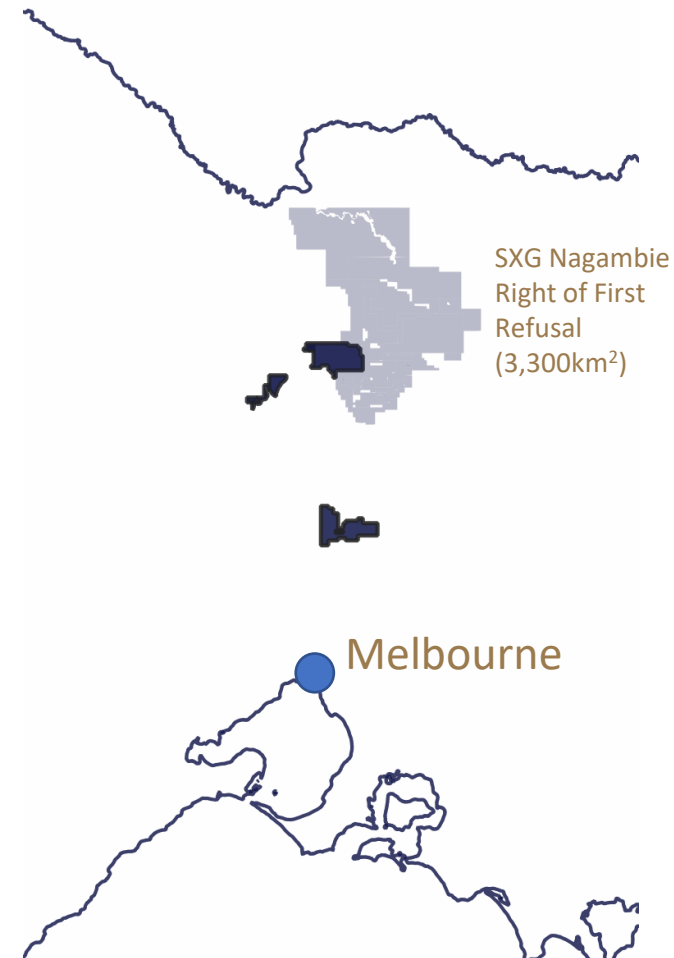 SXG Nagambie
Right of First
Refusal
(3,300km²)
Melbourne